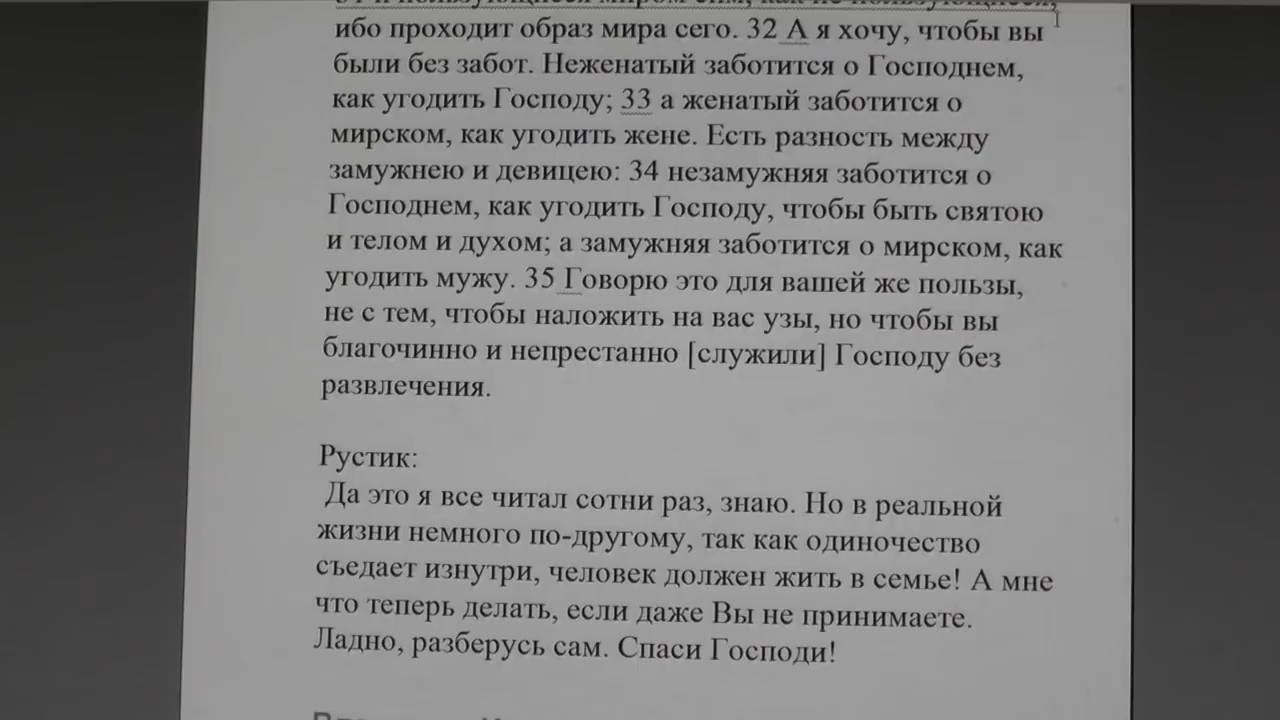 ибо проходит образ мира сего. 32 А я хочу, чтобы вы
были без забот. Неженатый заботится о Господнем,
как угодить Господу; 33 а женатый заботится о
мирском, как угодить жене. Есть разность между
замужнею и девицею: 34 незамужняя заботится о
Господнем, как угодить Господу, чтобы быть святою
и телом и духом; а замужняя заботится о мирском, как
угодить мужу. 35 Говорю это для вашей же пользы,
не с тем, чтобы наложить на вас узы, но чтобы вы
благочинно и непрестанно [служили] Господу без
развлечения.
Рустик:
Да это я все читал сотни раз, знаю. Но в реальной
жизни немного по-другому, так как одиночество
съедает изнутри, человек должен жить в семье! А мне
что теперь делать, если даже Вы не принимаете.
Ладно, разберусь сам. Спаси Господи!